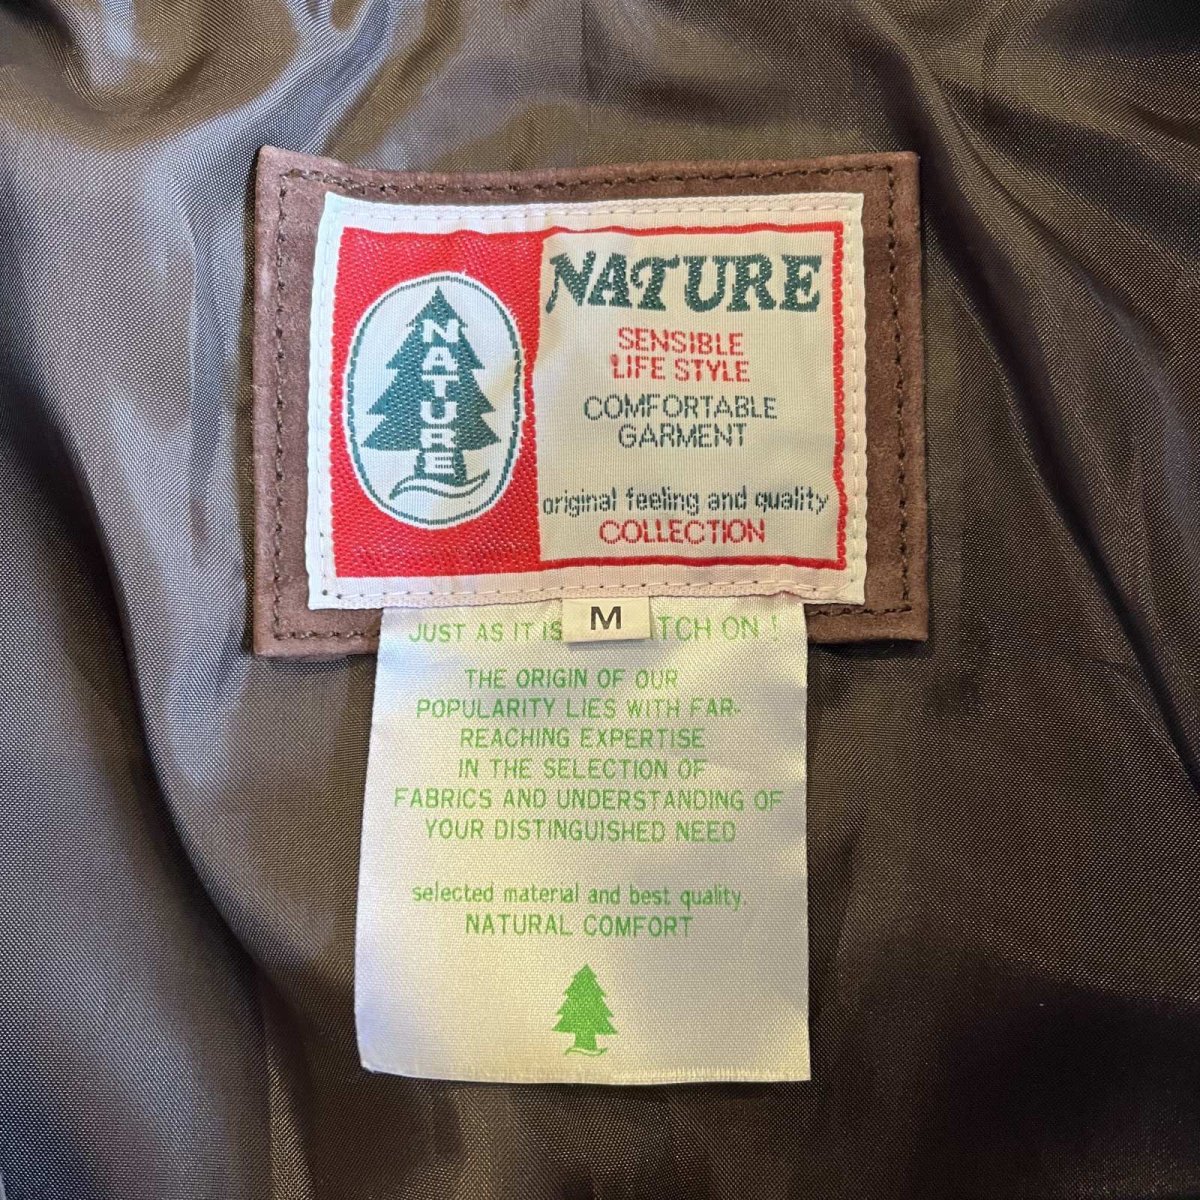 NATURE
NATURE
SENSIBLE
LIFE STYLE
COMFORTABLE
GARMENT
original feeling and quality
COLLECTION
M
JUST AS IT IS TCH ON !
THE ORIGIN OF OUR
POPULARITY LIES WITH FAR-
REACHING EXPERTISE
IN THE SELECTION OF
FABRICS AND UNDERSTANDING OF
YOUR DISTINGUISHED NEED
selected material and best quality.
NATURAL COMFORT